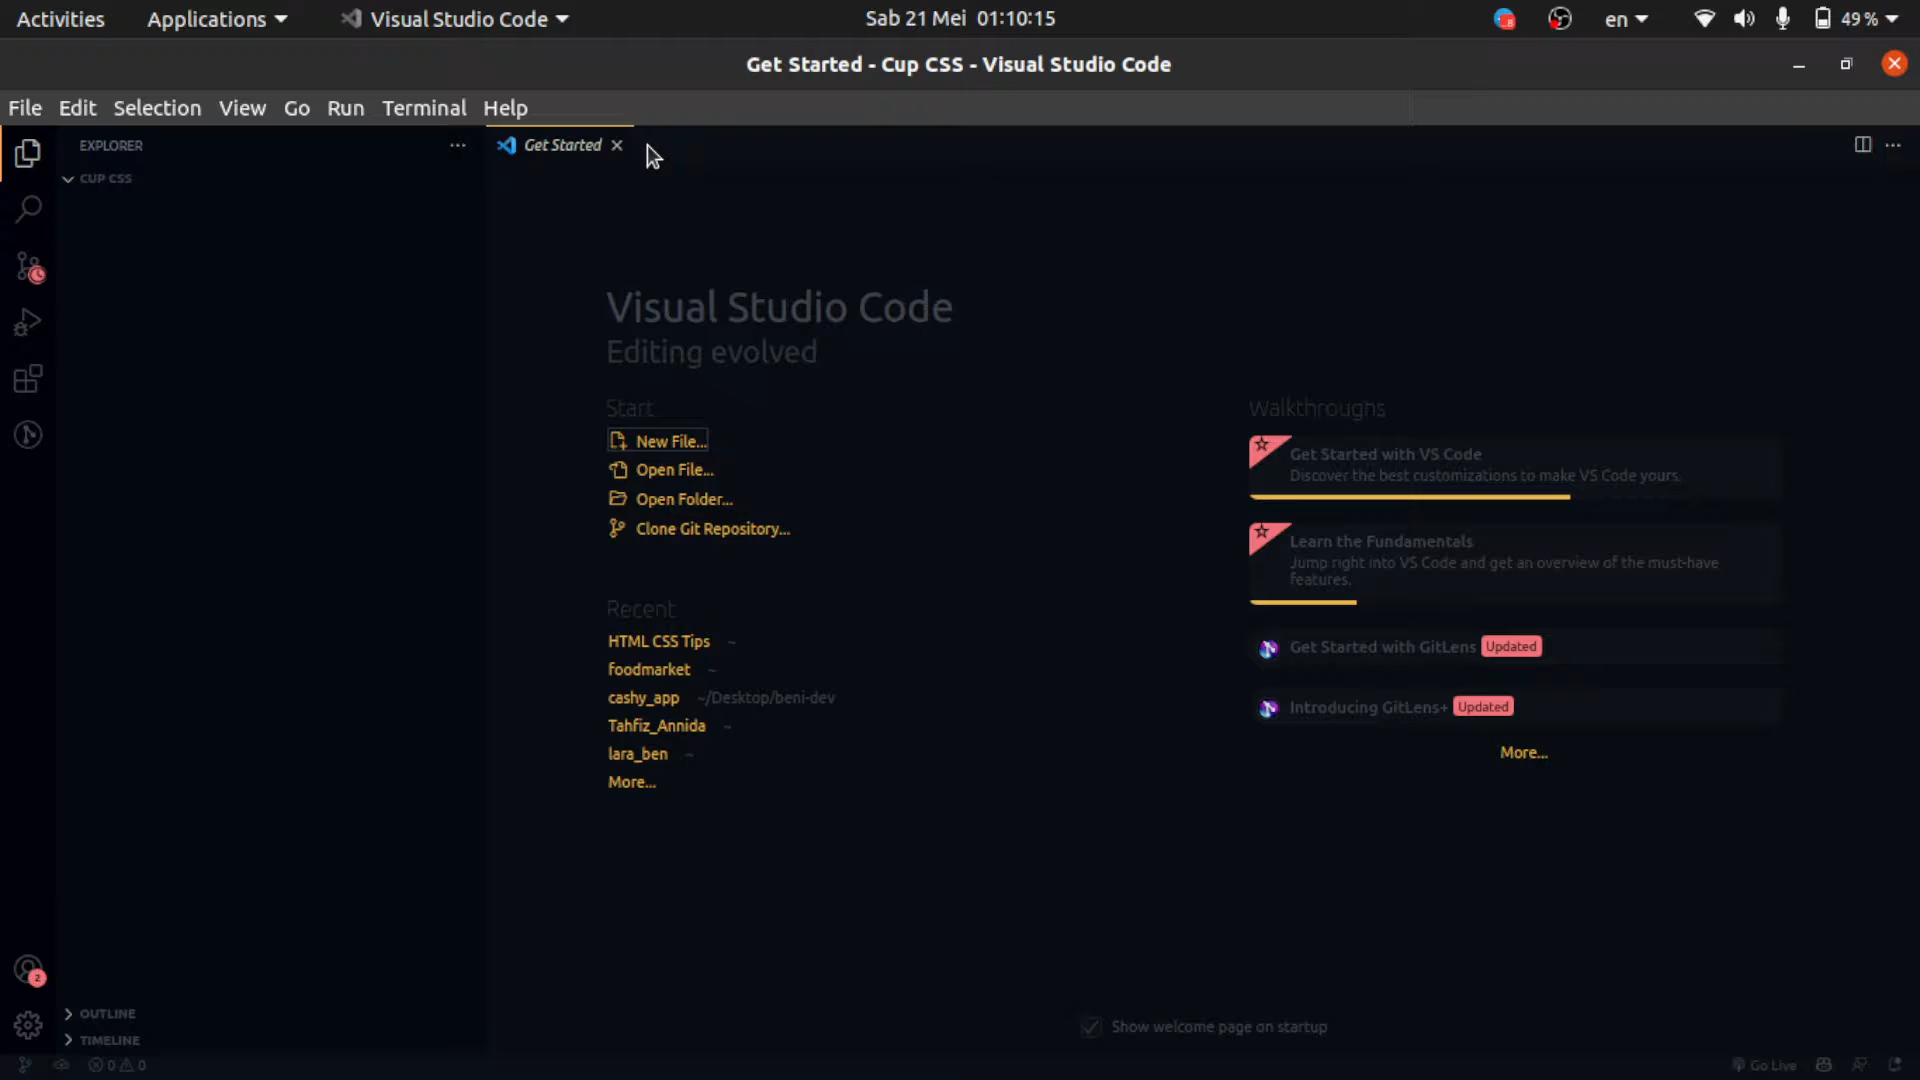 Activities Applications Visual Studio Code Sab 21 Mei 01:10:15 en 49 %
Get Started - Cup CSS - Visual Studio Code
File Edit Selection View Go Run Terminal Help
EXPLORER
Get Started
CUP CSS
Visual Studio Code
Editing evolved
Start
New File...
Open File...
Open Folder...
Clone Git Repository...
Recent
HTML CSS Tips ~
foodmarket ~
cashy_app ~/Desktop/beni-dev
Tahfiz_Annida ~
lara_ben ~
More...
Walkthroughs
Get Started with VS Code
Discover the best customizations to make VS Code yours.
Learn the Fundamentals
Jump right into VS Code and get an overview of the must-have
features.
Get Started with GitLens Updated
Introducing GitLens+ Updated
More...
2
OUTLINE
TIMELINE
Show welcome page on startup
0 0
Go Live